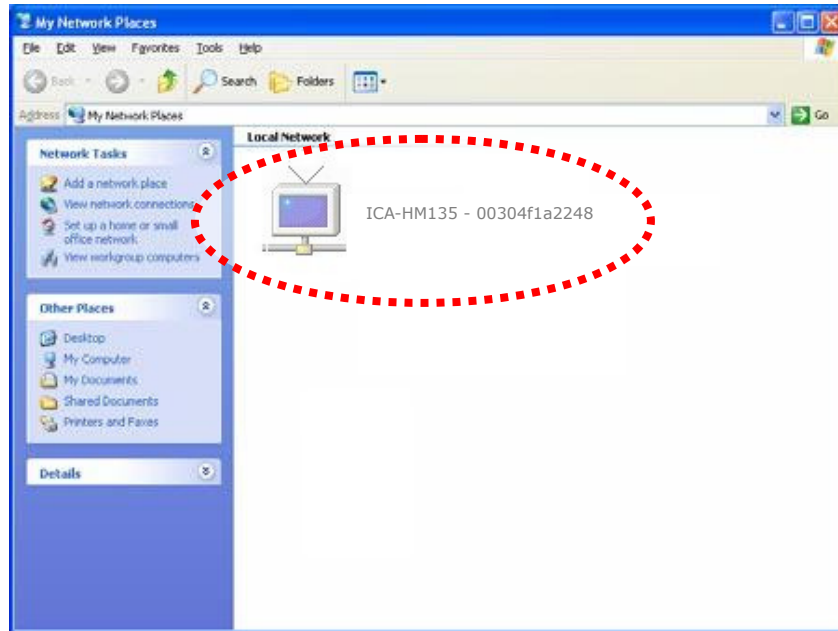 My Network Places
File Edit View Favorites Tools Help
Back Search Folders
Address My Network Places Go
Local Network
Network Tasks
Add a network place
View network connections
Set up a home or small
office network
View workgroup computers
ICA-HM135 - 00304f1a2248
Other Places
Desktop
My Computer
My Documents
Shared Documents
Printers and Faxes
Details